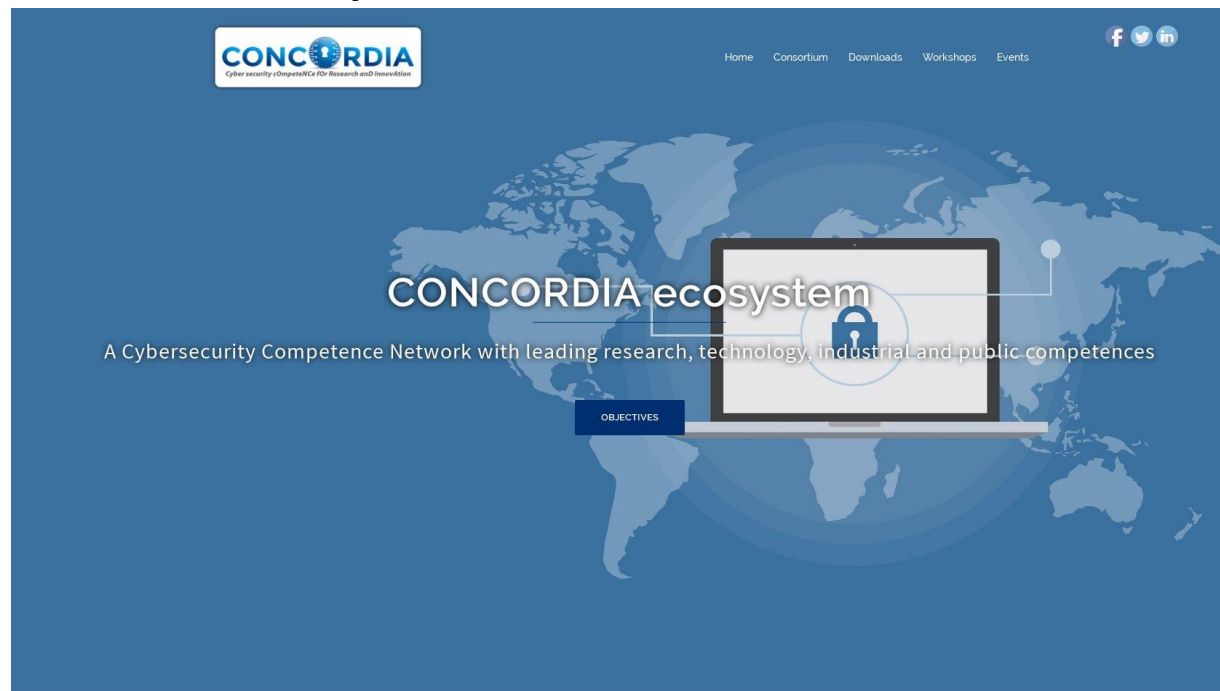 CONCORDIA
Cyber security cOmpeteNCe fOr Research anD InnovAtion
Home Consortium Downloads Workshops Events
CONCORDIA ecosystem
A Cybersecurity Competence Network with leading research, technology, industrial and public competences
OBJECTIVES